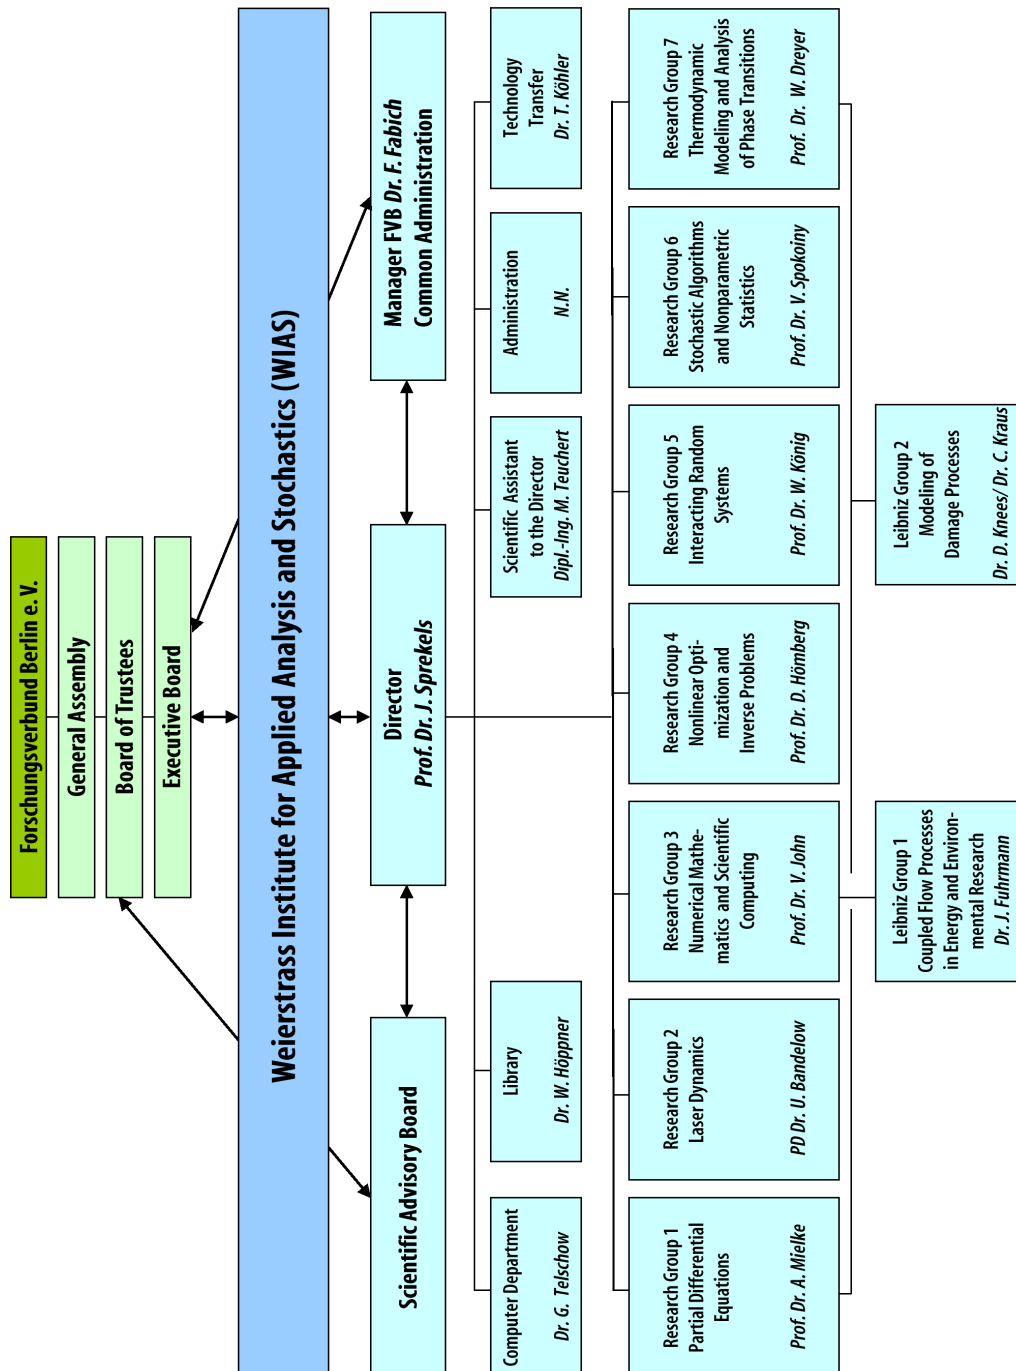 Forschungsverbund Berlin e. V.
General Assembly
Board of Trustees
Executive Board
Weierstrass Institute for Applied Analysis and Stochastics (WIAS)
Scientific Advisory Board
Director
Prof. Dr. J. Sprekels
Manager FVB Dr. F. Fabich
Common Administration
Computer Department
Dr. G. Telschow
Library
Dr. W. Höppner
Scientific Assistant
to the Director
Dipl.-Ing. M. Teuchert
Administration
N.N.
Technology
Transfer
Dr. T. Köhler
Research Group 1
Partial Differential
Equations
Prof. Dr. A. Mielke
Research Group 2
Laser Dynamics
PD Dr. U. Bandelow
Research Group 3
Numerical Mathe-
matics and Scientific
Computing
Prof. Dr. V. John
Research Group 4
Nonlinear Opti-
mization and
Inverse Problems
Prof. Dr. D. Hömberg
Research Group 5
Interacting Random
Systems
Prof. Dr. W. König
Research Group 6
Stochastic Algorithms
and Nonparametric
Statistics
Prof. Dr. V. Spokoiny
Research Group 7
Thermodynamic
Modeling and Analysis
of Phase Transitions
Prof. Dr. W. Dreyer
Leibniz Group 1
Coupled Flow Processes
in Energy and Environ-
mental Research
Dr. J. Fuhrmann
Leibniz Group 2
Modeling of
Damage Processes
Dr. D. Knees/ Dr. C. Kraus